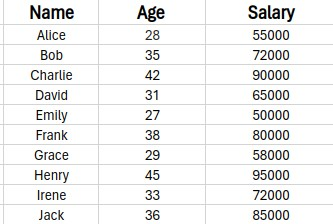 Name Age Salary
Alice 28 55000
Bob 35 72000
Charlie 42 90000
David 31 65000
Emily 27 50000
Frank 38 80000
Grace 29 58000
Henry 45 95000
Irene 33 72000
Jack 36 85000